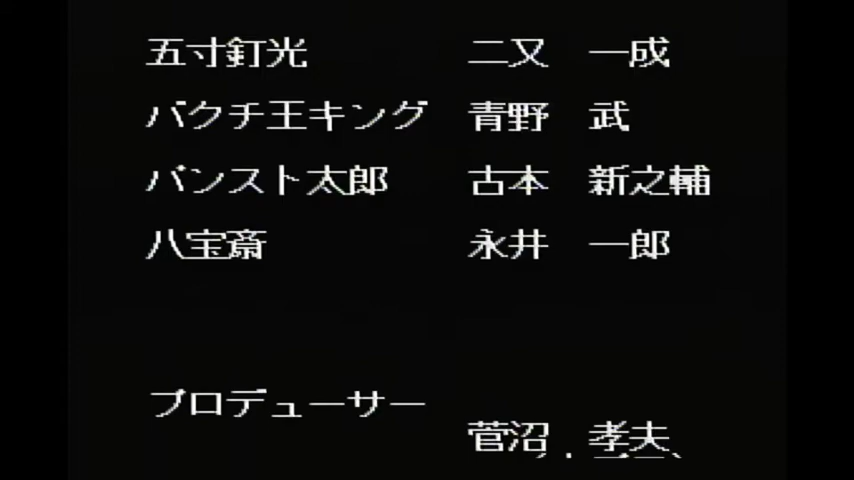 五寸釘光 二又 一成
バクチ王キング 青野 武
パンスト太郎 古本 新之輔
八宝斎 永井 一郎
プロデューサー
菅沼 孝夫